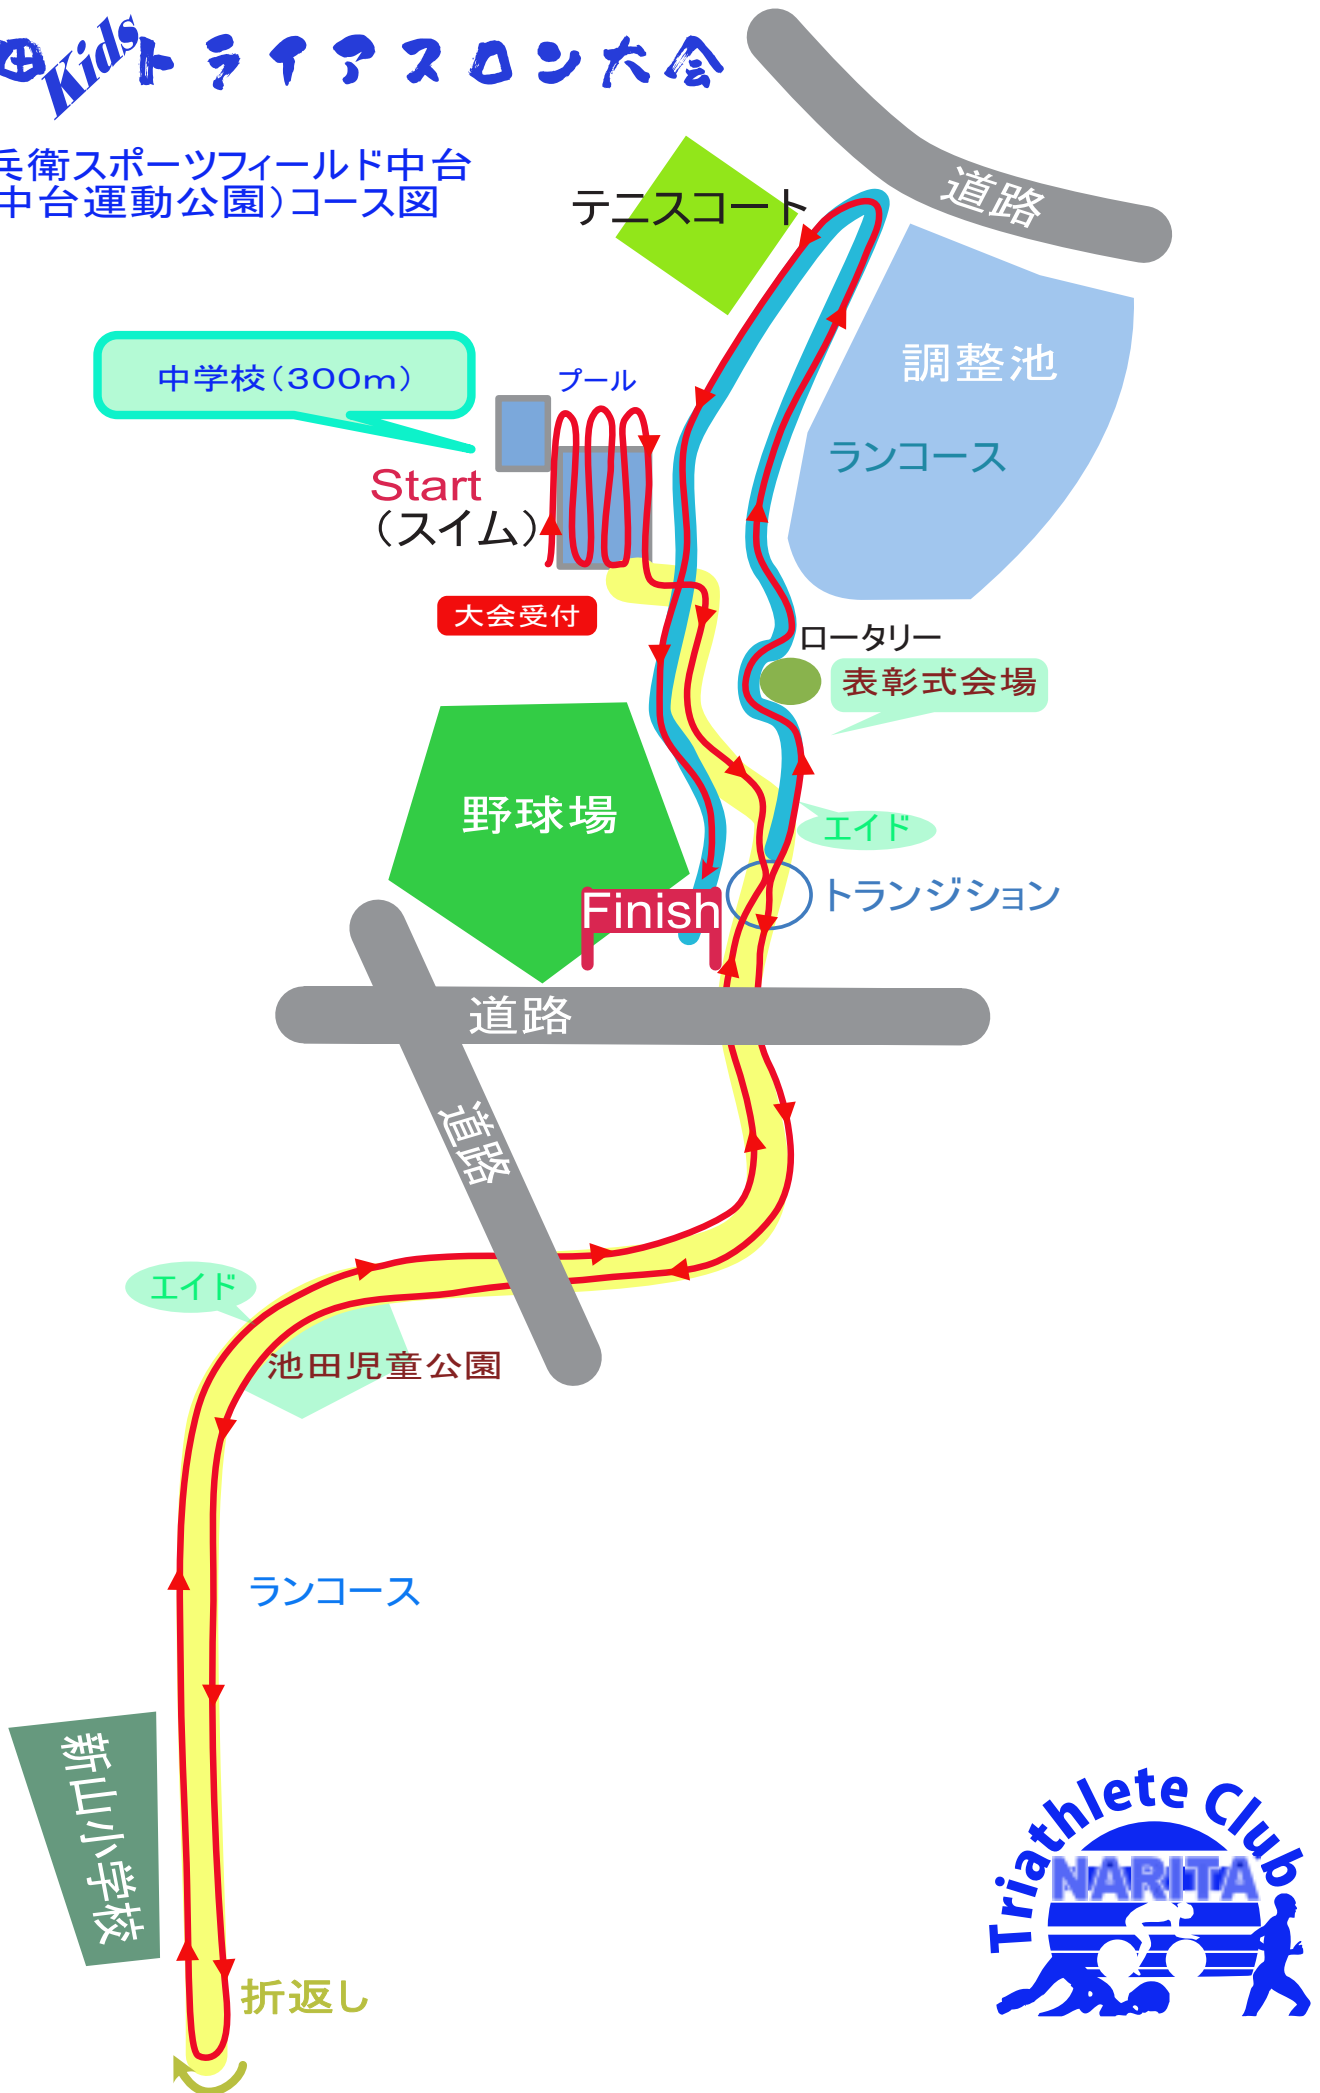 田Kidsトライアスロン大会
兵衛スポーツフィールド中台
中台運動公園)コース図
道路
テニスコート
調整池
中学校(300m)
プール
ランコース
Start
(スイム)
大会受付
ロータリー
表彰式会場
野球場
エイド
トランジション
Finish
道路
道路
エイド
池田児童公園
ランコース
新山小学校
折返し
Triathlete Club
NARITA